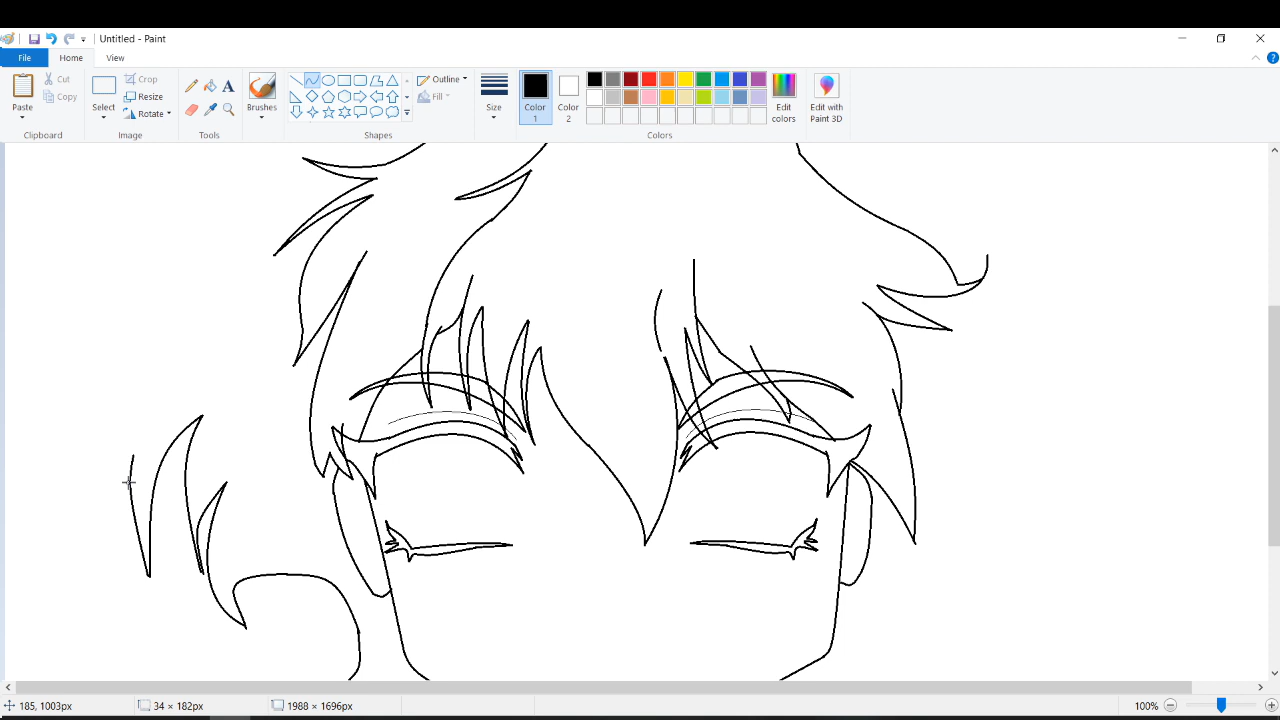 Untitled - Paint
File Home View
Paste
Cut
Copy
Clipboard
Select
Crop
Resize
Rotate
Image
A
Tools
Brushes
Outline
Fill
Shapes
Size
Color
1
Color
2
Edit
colors
Colors
Edit with
Paint 3D
185, 1003px
34 × 182px
1988 × 1696px
100%